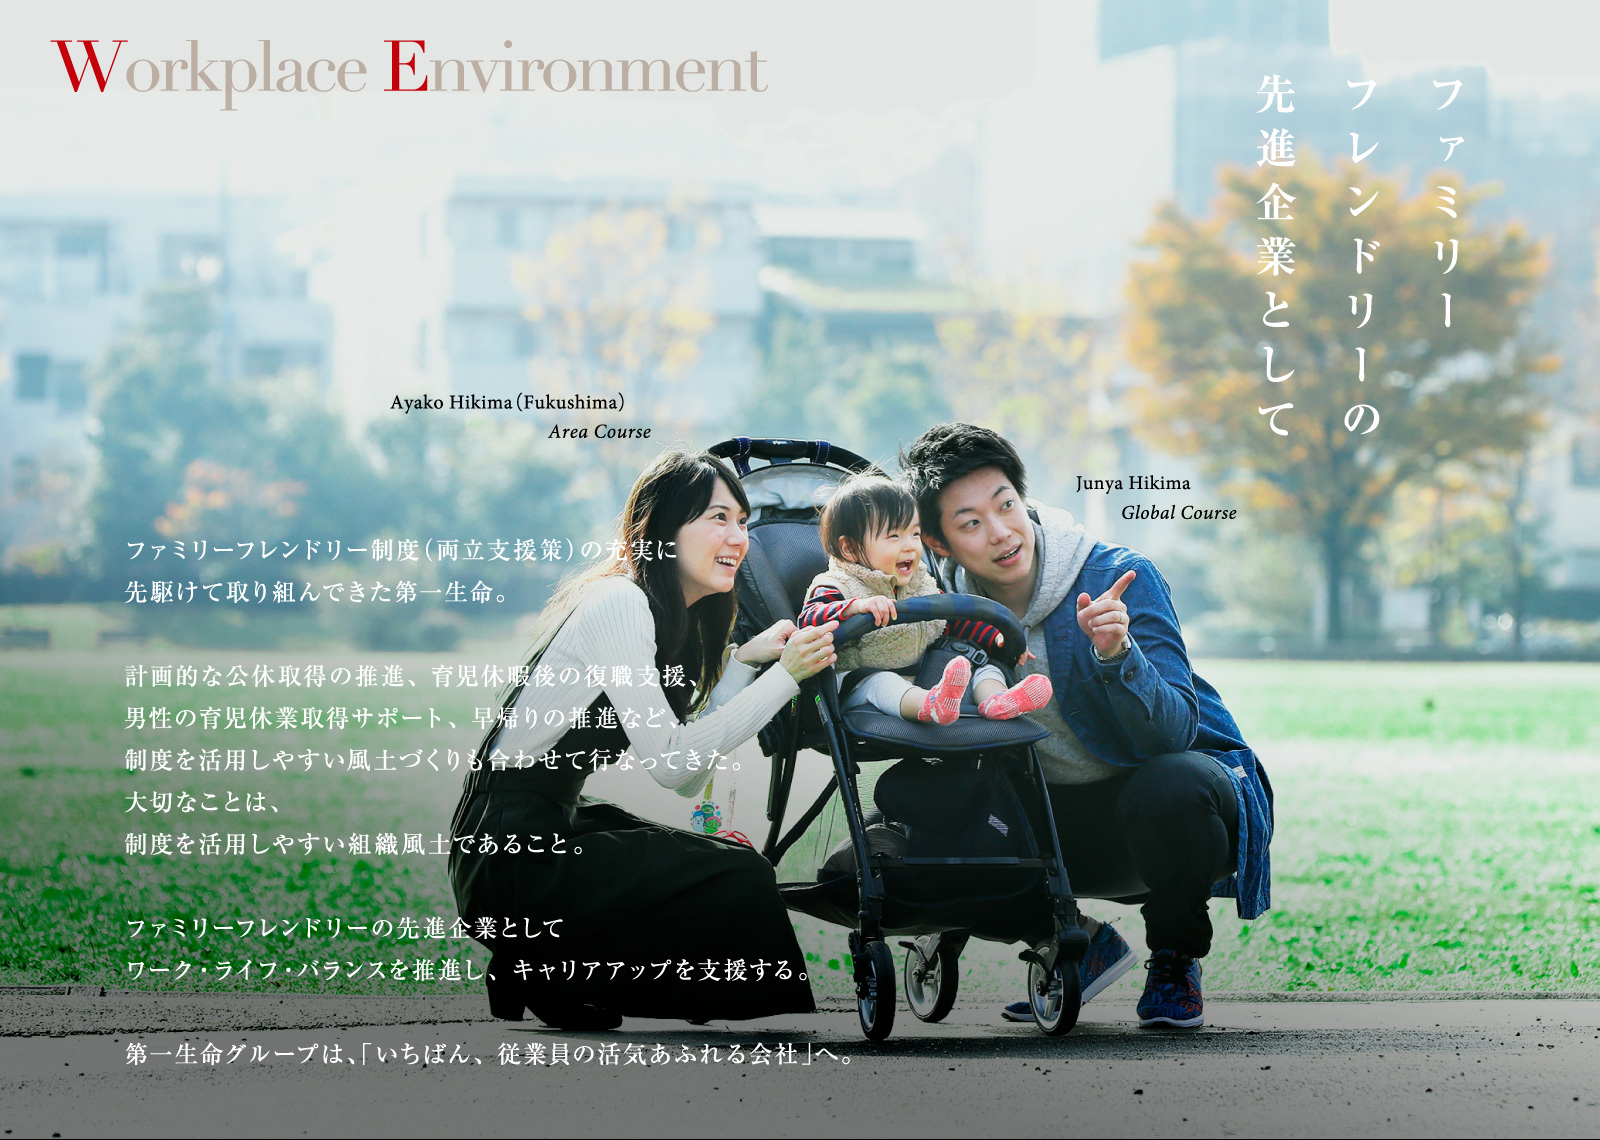 Workplace Environment
ファミリー
フレンドリーの
先進企業として
Ayako Hikima(Fukushima)
Area Course
Junya Hikima
Global Course
ファミリーフレンドリー制度(両立支援策)の充実に
先駆けて取り組んできた第一生命。
計画的な公休取得の推進、育児休暇後の復職支援、
男性の育児休業取得サポート、早帰りの推進など、
制度を活用しやすい風土づくりも合わせて行なってきた。
大切なことは、
制度を活用しやすい組織風土であること。
ファミリーフレンドリーの先進企業として
ワーク・ライフ・バランスを推進し、キャリアアップを支援する。
第一生命グループは、「いちばん、従業員の活気あふれる会社」へ。